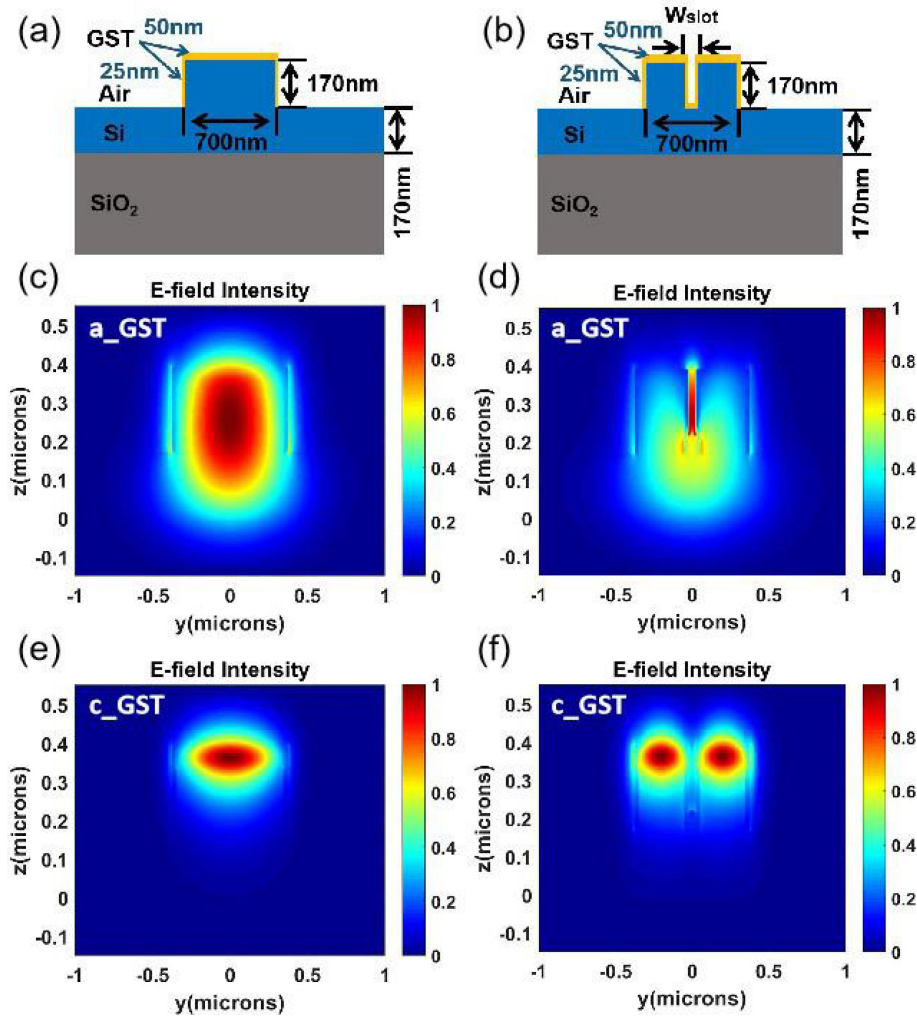 (a)
50nm
GST
25nm
Air
170nm
Si
700nm
SiO2
170nm
(b)
Wslot
50nm
GST
25nm
Air
170nm
Si
700nm
SiO2
170nm
(c)
E-field Intensity
a_GST
z(microns)
0.5
0.4
0.3
0.2
0.1
0
-0.1
-1
-0.5
0
0.5
1
y(microns)
1
0.8
0.6
0.4
0.2
0
(d)
E-field Intensity
a_GST
z(microns)
0.5
0.4
0.3
0.2
0.1
0
-0.1
-1
-0.5
0
0.5
1
y(microns)
1
0.8
0.6
0.4
0.2
0
(e)
E-field Intensity
c_GST
z(microns)
0.5
0.4
0.3
0.2
0.1
0
-0.1
-1
-0.5
0
0.5
1
y(microns)
1
0.8
0.6
0.4
0.2
0
(f)
E-field Intensity
c_GST
z(microns)
0.5
0.4
0.3
0.2
0.1
0
-0.1
-1
-0.5
0
0.5
1
y(microns)
1
0.8
0.6
0.4
0.2
0